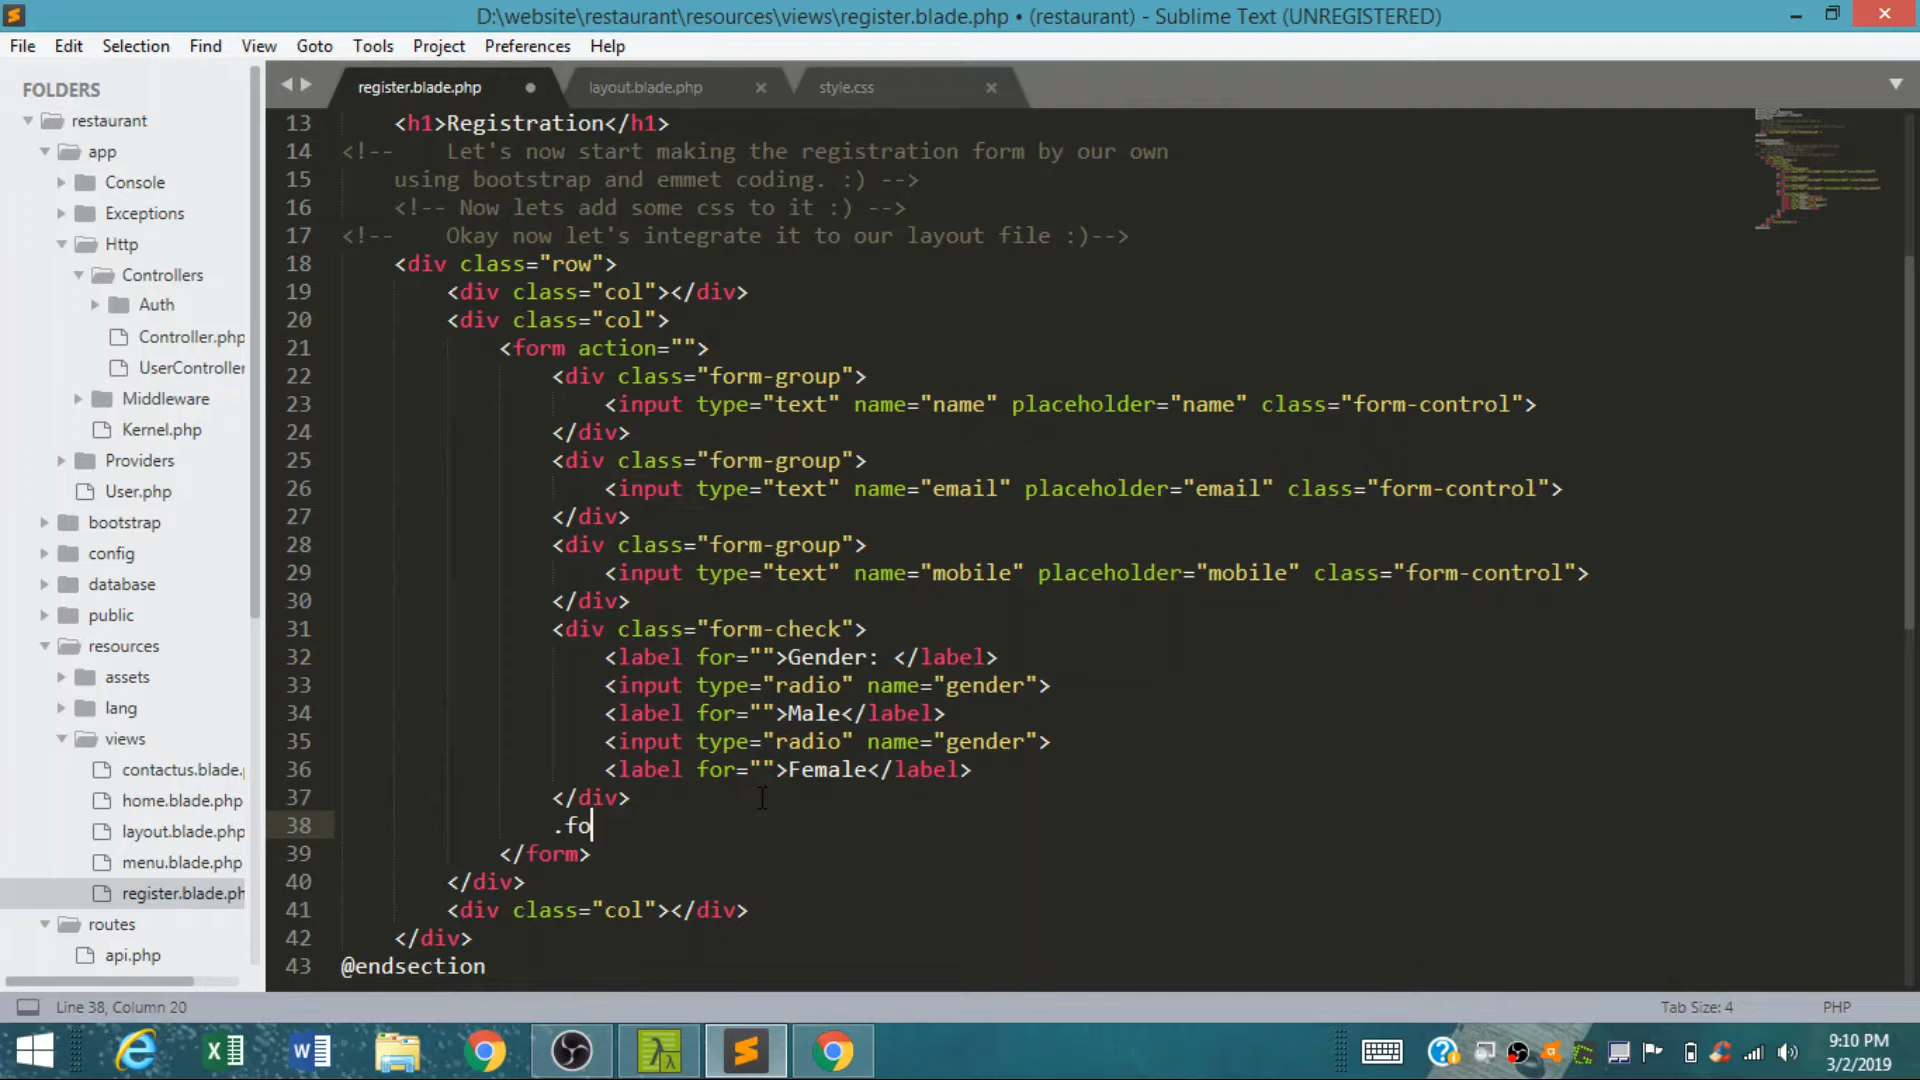 D:\website\restaurant\resources\views\register.blade.php • (restaurant) - Sublime Text (UNREGISTERED)
File Edit Selection Find View Goto Tools Project Preferences Help
FOLDERS
restaurant
app
Console
Exceptions
Http
Controllers
Auth
Controller.php
UserController
Middleware
Kernel.php
Providers
User.php
bootstrap
config
database
public
resources
assets
lang
views
contactus.blade.
home.blade.php
layout.blade.php
menu.blade.php
register.blade.ph
routes
api.php
register.blade.php layout.blade.php style.css
13 <h1>Registration</h1>
14 <!-- Let's now start making the registration form by our own
15 using bootstrap and emmet coding. :) -->
16 <!-- Now lets add some css to it :) -->
17 <!-- Okay now let's integrate it to our layout file :)-->
18 <div class="row">
19 <div class="col"></div>
20 <div class="col">
21 <form action="">
22 <div class="form-group">
23 <input type="text" name="name" placeholder="name" class="form-control">
24 </div>
25 <div class="form-group">
26 <input type="text" name="email" placeholder="email" class="form-control">
27 </div>
28 <div class="form-group">
29 <input type="text" name="mobile" placeholder="mobile" class="form-control">
30 </div>
31 <div class="form-check">
32 <label for="">Gender: </label>
33 <input type="radio" name="gender">
34 <label for="">Male</label>
35 <input type="radio" name="gender">
36 <label for="">Female</label>
37 </div>
38 .fo
39 </form>
40 </div>
41 <div class="col"></div>
42 </div>
43 @endsection
Line 38, Column 20 Tab Size: 4 PHP
9:10 PM
3/2/2019